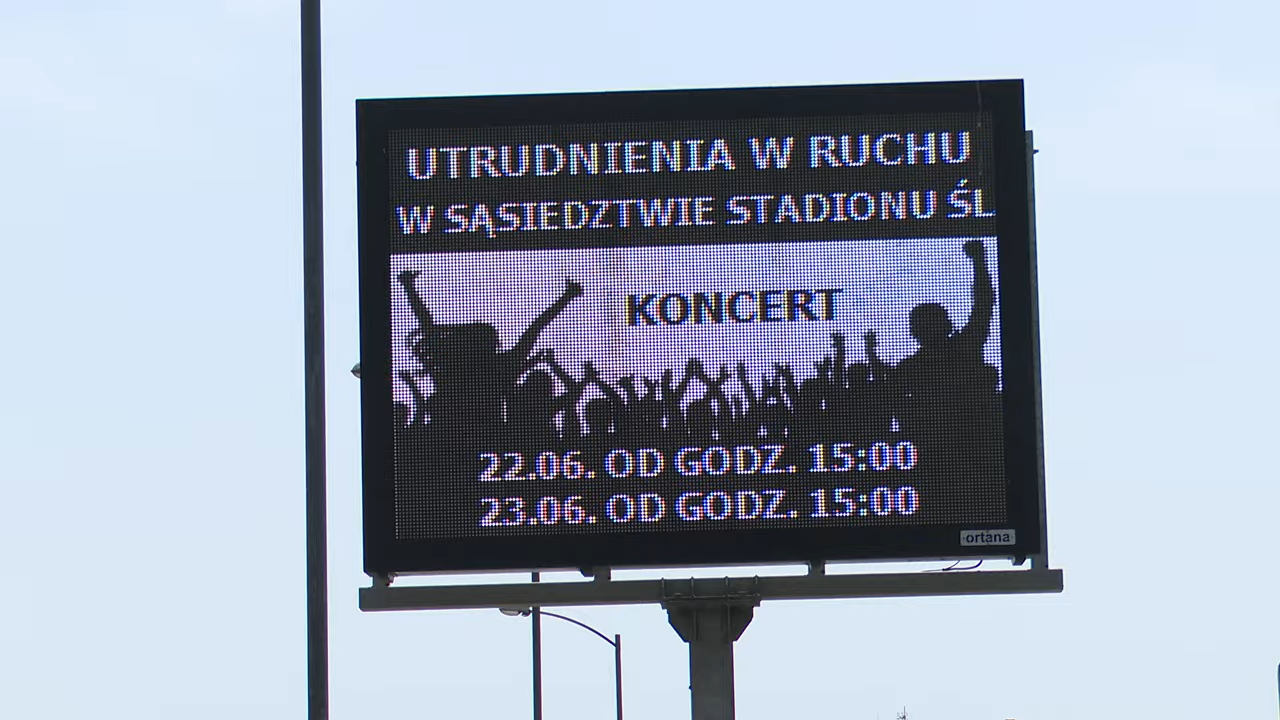 UTRUDNIENIA W RUCHU
W SĄSIEDZTWIE STADIONU ŚL
KONCERT
22.06. OD GODZ. 15:00
23.06. OD GODZ. 15:00
ortana